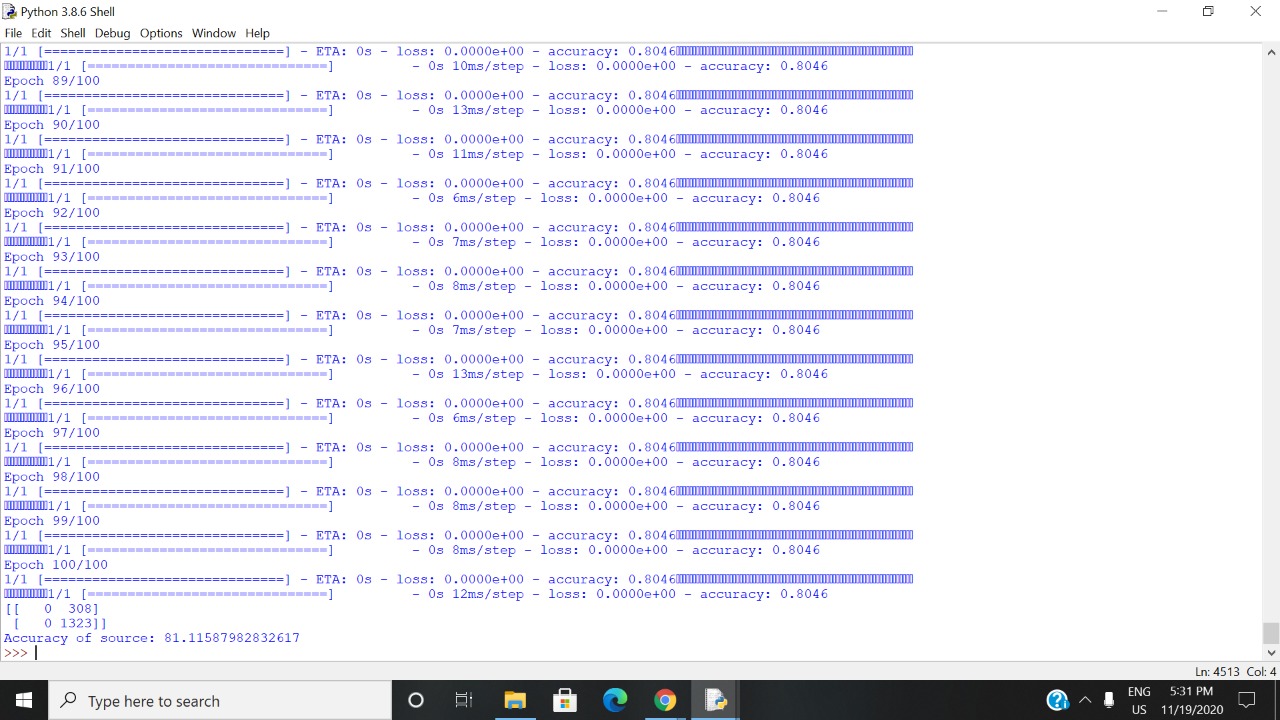 Python 3.8.6 Shell
File Edit Shell Debug Options Window Help
1/1 [==============================] - ETA: 0s - loss: 0.0000e+00 - accuracy: 0.8046
1/1 [==============================] - 0s 10ms/step - loss: 0.0000e+00 - accuracy: 0.8046
Epoch 89/100
1/1 [==============================] - ETA: 0s - loss: 0.0000e+00 - accuracy: 0.8046
1/1 [==============================] - 0s 13ms/step - loss: 0.0000e+00 - accuracy: 0.8046
Epoch 90/100
1/1 [==============================] - ETA: 0s - loss: 0.0000e+00 - accuracy: 0.8046
1/1 [==============================] - 0s 11ms/step - loss: 0.0000e+00 - accuracy: 0.8046
Epoch 91/100
1/1 [==============================] - ETA: 0s - loss: 0.0000e+00 - accuracy: 0.8046
1/1 [==============================] - 0s 6ms/step - loss: 0.0000e+00 - accuracy: 0.8046
Epoch 92/100
1/1 [==============================] - ETA: 0s - loss: 0.0000e+00 - accuracy: 0.8046
1/1 [==============================] - 0s 7ms/step - loss: 0.0000e+00 - accuracy: 0.8046
Epoch 93/100
1/1 [==============================] - ETA: 0s - loss: 0.0000e+00 - accuracy: 0.8046
1/1 [==============================] - 0s 8ms/step - loss: 0.0000e+00 - accuracy: 0.8046
Epoch 94/100
1/1 [==============================] - ETA: 0s - loss: 0.0000e+00 - accuracy: 0.8046
1/1 [==============================] - 0s 7ms/step - loss: 0.0000e+00 - accuracy: 0.8046
Epoch 95/100
1/1 [==============================] - ETA: 0s - loss: 0.0000e+00 - accuracy: 0.8046
1/1 [==============================] - 0s 13ms/step - loss: 0.0000e+00 - accuracy: 0.8046
Epoch 96/100
1/1 [==============================] - ETA: 0s - loss: 0.0000e+00 - accuracy: 0.8046
1/1 [==============================] - 0s 6ms/step - loss: 0.0000e+00 - accuracy: 0.8046
Epoch 97/100
1/1 [==============================] - ETA: 0s - loss: 0.0000e+00 - accuracy: 0.8046
1/1 [==============================] - 0s 8ms/step - loss: 0.0000e+00 - accuracy: 0.8046
Epoch 98/100
1/1 [==============================] - ETA: 0s - loss: 0.0000e+00 - accuracy: 0.8046
1/1 [==============================] - 0s 8ms/step - loss: 0.0000e+00 - accuracy: 0.8046
Epoch 99/100
1/1 [==============================] - ETA: 0s - loss: 0.0000e+00 - accuracy: 0.8046
1/1 [==============================] - 0s 8ms/step - loss: 0.0000e+00 - accuracy: 0.8046
Epoch 100/100
1/1 [==============================] - ETA: 0s - loss: 0.0000e+00 - accuracy: 0.8046
1/1 [==============================] - 0s 12ms/step - loss: 0.0000e+00 - accuracy: 0.8046
[[   0  308]
 [   0 1323]]
Accuracy of source: 81.11587982832617
>>>
Ln: 4513 Col: 4
Type here to search
ENG
US
5:31 PM
11/19/2020